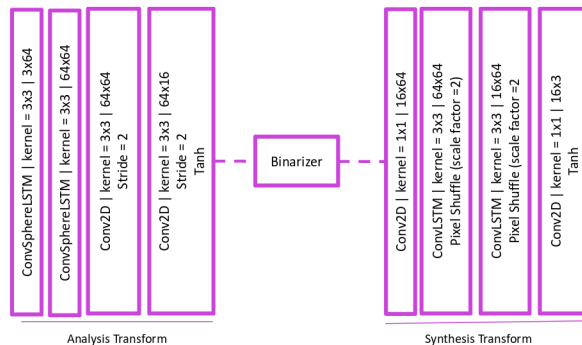 ConvSphereLSTM | kernel = 3x3 | 3x64
ConvSphereLSTM | kernel = 3x3 | 64x64
Conv2D | kernel = 3x3 | 64x64
Stride = 2
Conv2D | kernel = 3x3 | 64x16
Stride = 2
Tanh
Binarizer
Conv2D | kernel = 1x1 | 16x64
ConvLSTM | kernel = 3x3 | 64x64
Pixel Shuffle (scale factor =2)
ConvLSTM | kernel = 3x3 | 16x64
Pixel Shuffle (scale factor =2
Conv2D | kernel = 1x1 | 16x3
Tanh
Analysis Transform
Synthesis Transform